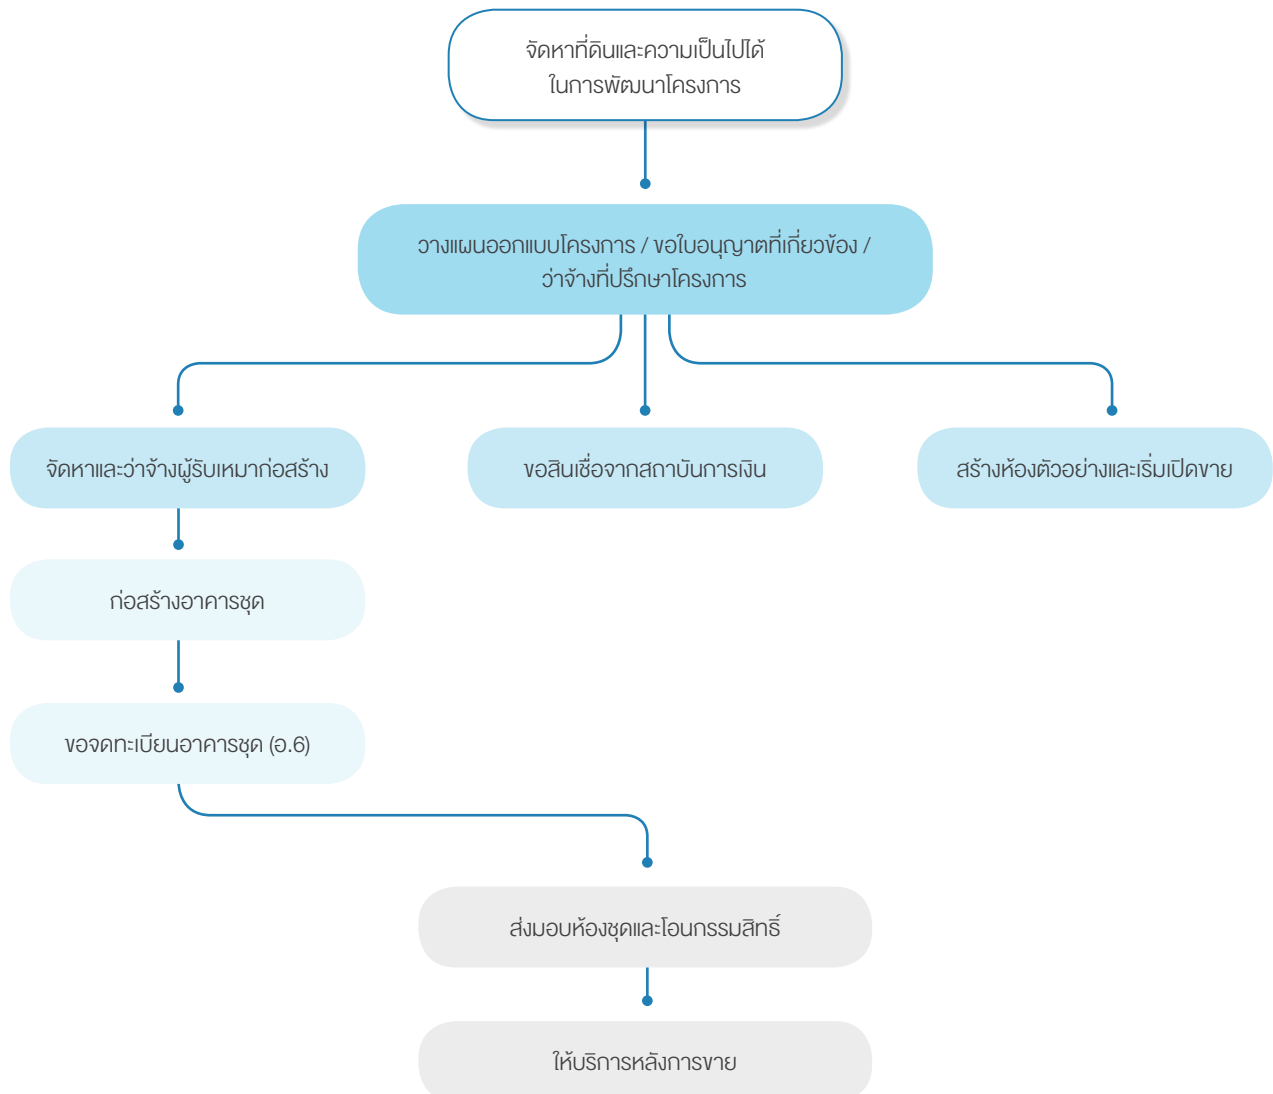 จัดหาที่ดินและความเป็นไปได้
ในการพัฒนาโครงการ
วางแผนออกแบบโครงการ / ขอใบอนุญาตที่เกี่ยวข้อง /
ว่าจ้างที่ปรึกษาโครงการ
จัดหาและว่าจ้างผู้รับเหมาก่อสร้าง
ขอสินเชื่อจากสถาบันการเงิน
สร้างห้องตัวอย่างและเริ่มเปิดขาย
ก่อสร้างอาคารชุด
ขอจดทะเบียนอาคารชุด (อ.6)
ส่งมอบห้องชุดและโอนกรรมสิทธิ์
ให้บริการหลังการขาย